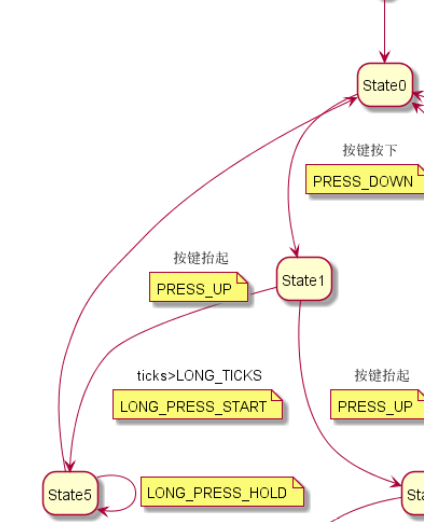 State0
按键按下
PRESS_DOWN
按键抬起
PRESS_UP
State1
ticks>LONG_TICKS
LONG_PRESS_START
按键抬起
PRESS_UP
State5
LONG_PRESS_HOLD